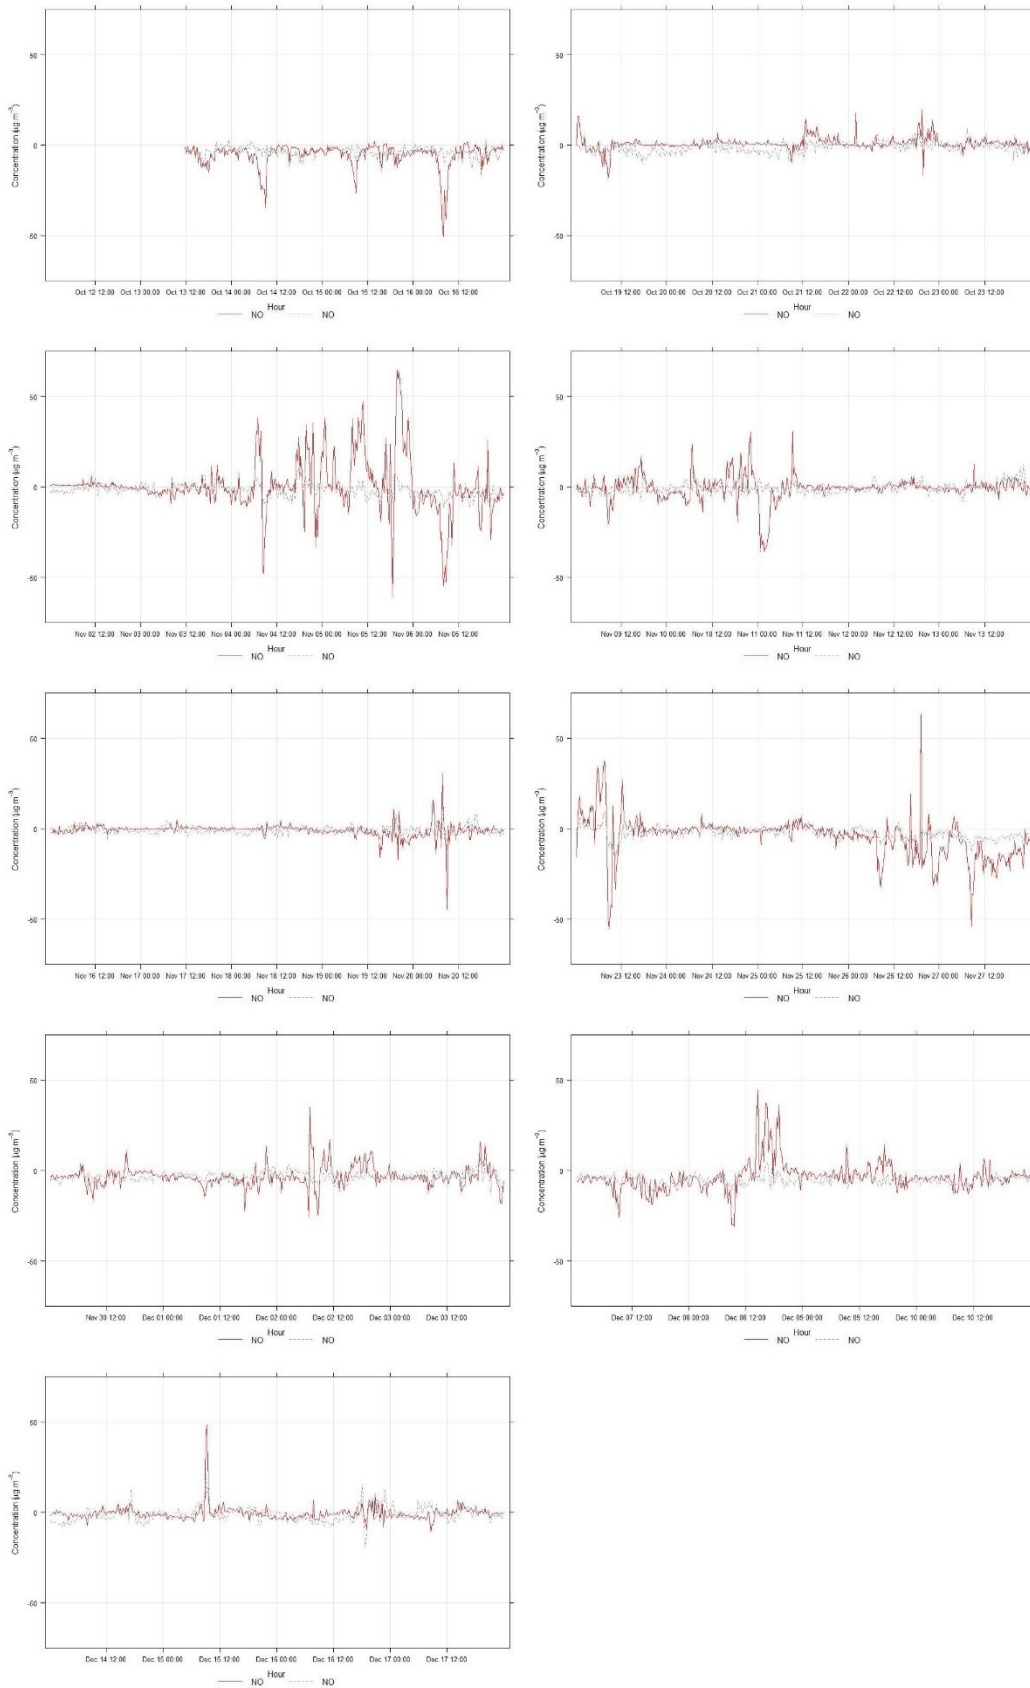 50
0
-50
Concentration (µg m⁻³)
Oct 12 12:00 Oct 13 00:00 Oct 13 12:00 Oct 14 00:00 Oct 14 12:00 Oct 15 00:00 Oct 15 12:00 Oct 16 00:00 Oct 16 12:00
Hour
NO NO
50
0
-50
Concentration (µg m⁻³)
Oct 19 12:00 Oct 20 00:00 Oct 20 12:00 Oct 21 00:00 Oct 21 12:00 Oct 22 00:00 Oct 22 12:00 Oct 23 00:00 Oct 23 12:00
Hour
NO NO
50
0
-50
Concentration (µg m⁻³)
Nov 02 12:00 Nov 03 00:00 Nov 03 12:00 Nov 04 00:00 Nov 04 12:00 Nov 05 00:00 Nov 05 12:00 Nov 06 00:00 Nov 06 12:00
Hour
NO NO
50
0
-50
Concentration (µg m⁻³)
Nov 09 12:00 Nov 10 00:00 Nov 10 12:00 Nov 11 00:00 Nov 11 12:00 Nov 12 00:00 Nov 12 12:00 Nov 13 00:00 Nov 13 12:00
Hour
NO NO
50
0
-50
Concentration (µg m⁻³)
Nov 16 12:00 Nov 17 00:00 Nov 17 12:00 Nov 18 00:00 Nov 18 12:00 Nov 19 00:00 Nov 19 12:00 Nov 20 00:00 Nov 20 12:00
Hour
NO NO
50
0
-50
Concentration (µg m⁻³)
Nov 23 12:00 Nov 24 00:00 Nov 24 12:00 Nov 25 00:00 Nov 25 12:00 Nov 26 00:00 Nov 26 12:00 Nov 27 00:00 Nov 27 12:00
Hour
NO NO
50
0
-50
Concentration (µg m⁻³)
Nov 30 12:00 Dec 01 00:00 Dec 01 12:00 Dec 02 00:00 Dec 02 12:00 Dec 03 00:00 Dec 03 12:00
Hour
NO NO
50
0
-50
Concentration (µg m⁻³)
Dec 07 12:00 Dec 08 00:00 Dec 08 12:00 Dec 09 00:00 Dec 09 12:00 Dec 10 00:00 Dec 10 12:00
Hour
NO NO
50
0
-50
Concentration (µg m⁻³)
Dec 14 12:00 Dec 15 00:00 Dec 15 12:00 Dec 16 00:00 Dec 16 12:00 Dec 17 00:00 Dec 17 12:00
Hour
NO NO